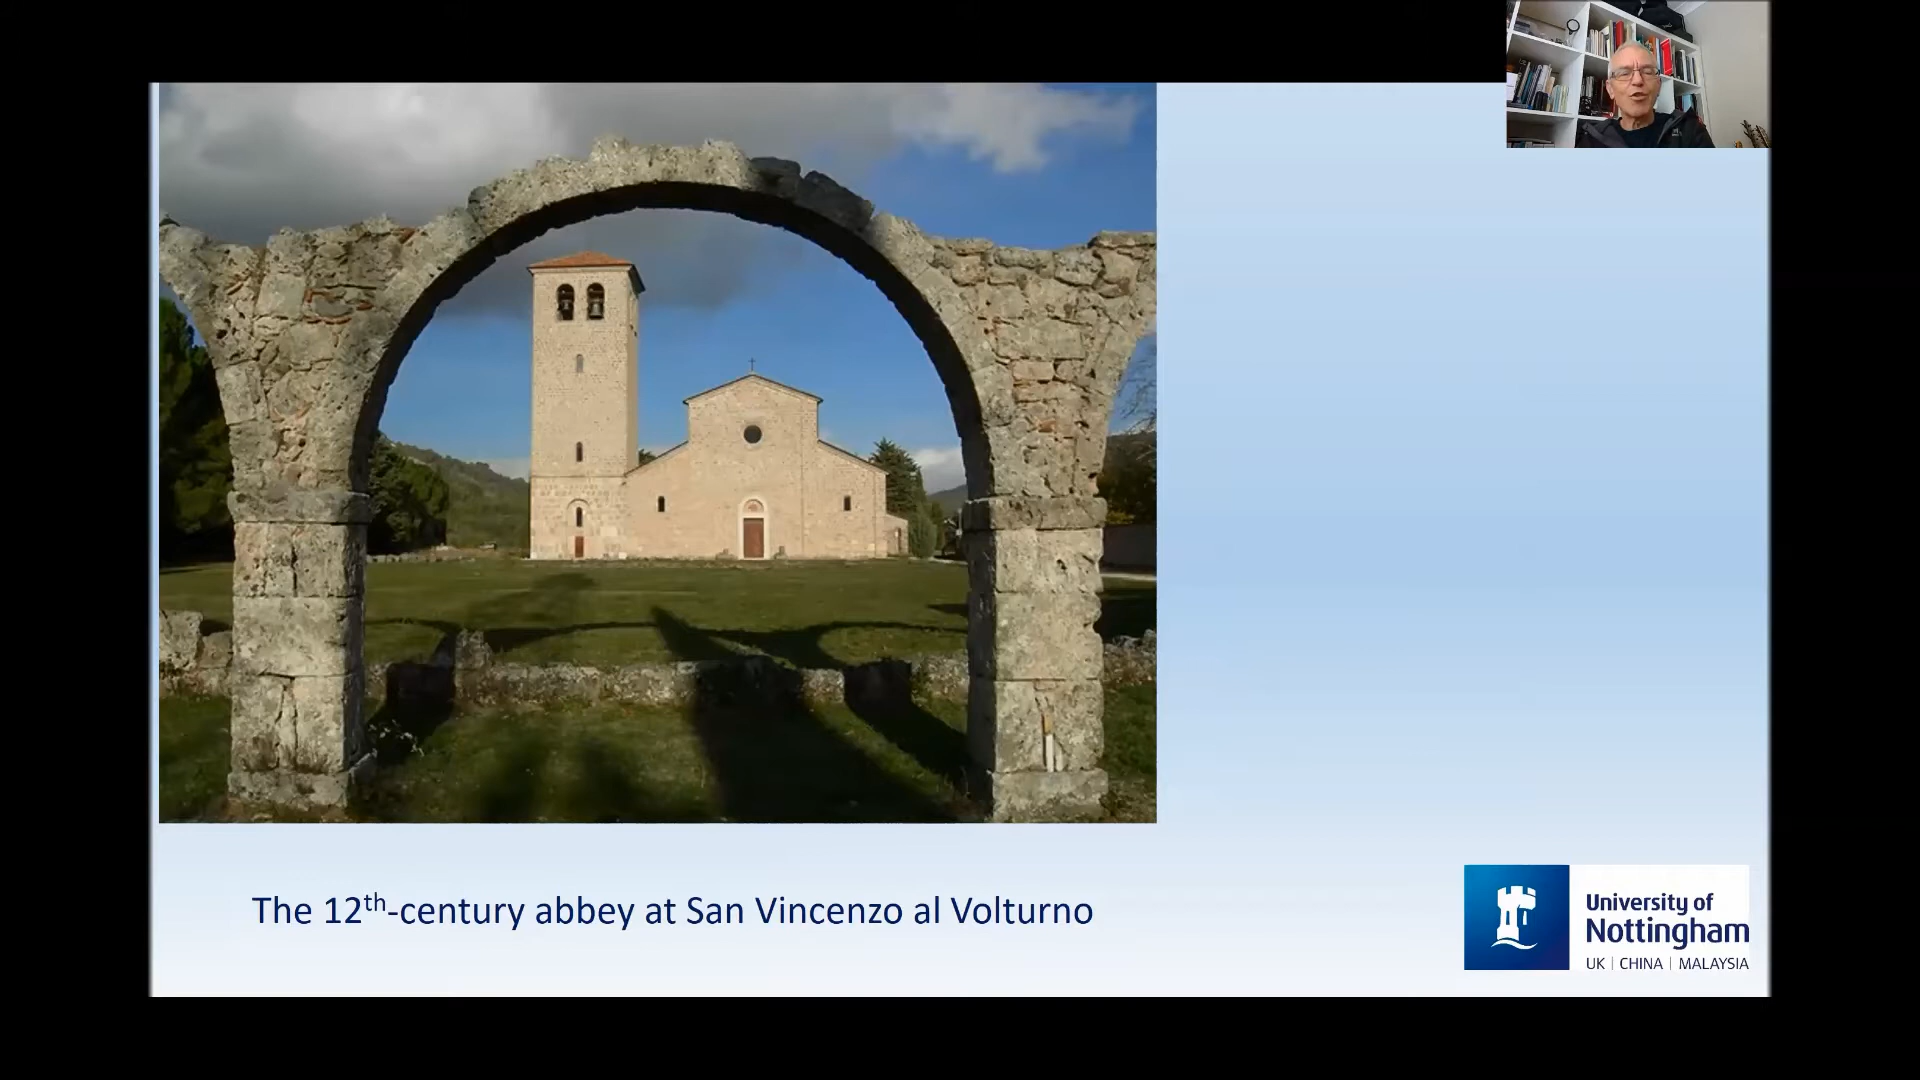 The 12th-century abbey at San Vincenzo al Volturno
University of
Nottingham
UK | CHINA | MALAYSIA